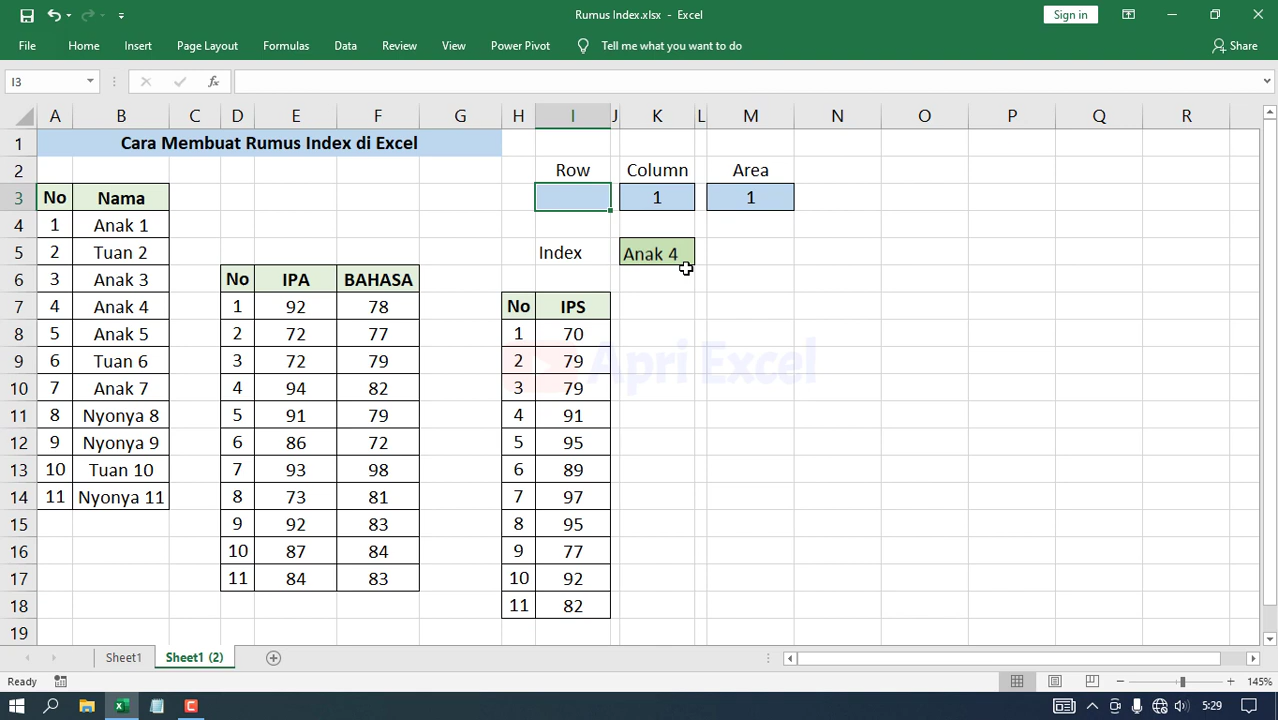 Rumus Index.xlsx - Excel
Sign in
File Home Insert Page Layout Formulas Data Review View Power Pivot Tell me what you want to do Share
I3 fx
A B C D E F G H I J K L M N O P Q R
1 Cara Membuat Rumus Index di Excel
2 Row Column Area
3 No Nama 1 1
4 1 Anak 1
5 2 Tuan 2 Index Anak 4
6 3 Anak 3 No IPA BAHASA
7 4 Anak 4 1 92 78 No IPS
8 5 Anak 5 2 72 77 1 70
9 6 Tuan 6 3 72 79 2 79
10 7 Anak 7 4 94 82 3 79
11 8 Nyonya 8 5 91 79 4 91
12 9 Nyonya 9 6 86 72 5 95
13 10 Tuan 10 7 93 98 6 89
14 11 Nyonya 11 8 73 81 7 97
15 9 92 83 8 95
16 10 87 84 9 77
17 11 84 83 10 92
18 11 82
19
Apri Excel
Sheet1 Sheet1 (2)
Ready 145%
5:29